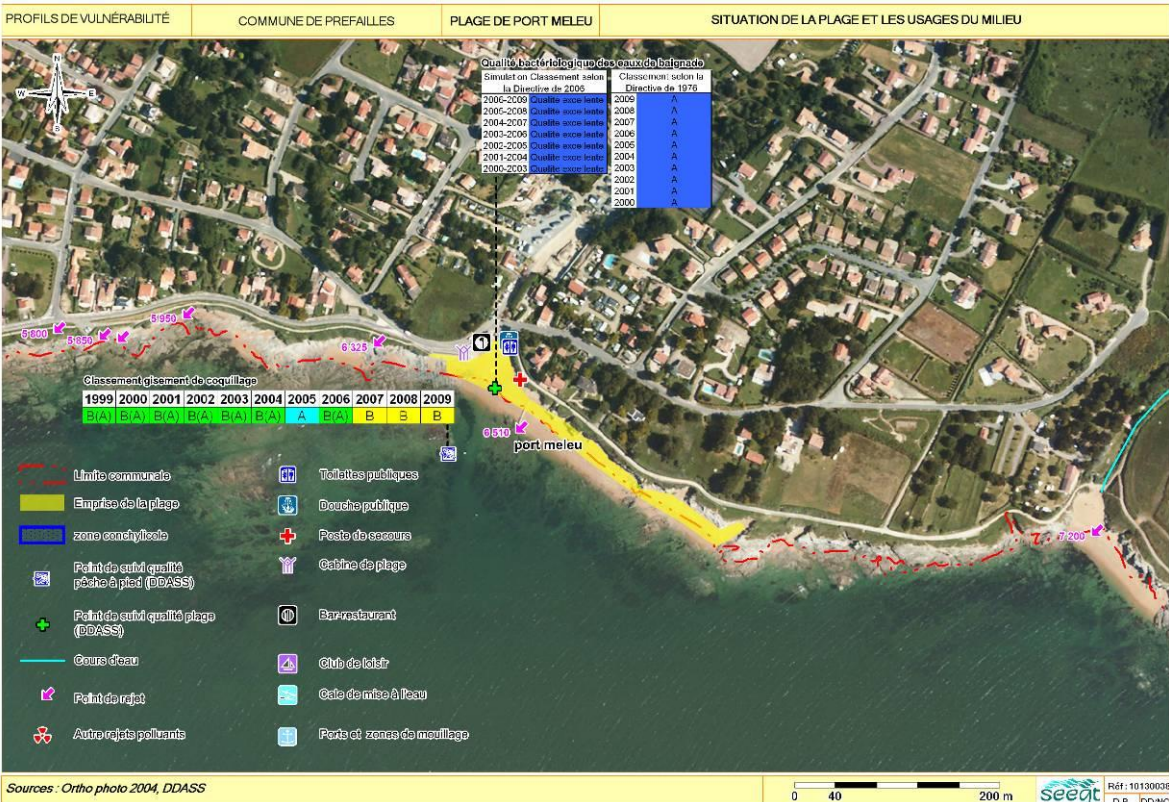 PROFILS DE VULNÉRABILITÉ
COMMUNE DE PREFAILLES
PLAGE DE PORT MELEU
SITUATION DE LA PLAGE ET LES USAGES DU MILIEU
N
W E
Qualité bactériologique des eaux de baignade
Simulation Classement selon
la Directive de 2006
2006-2009 Qualite excellente
2005-2008 Qualite excellente
2004-2007 Qualite excellente
2003-2006 Qualite excellente
2002-2005 Qualite excellente
2001-2004 Qualite excellente
2000-2003 Qualite excellente
Classement selon la
Directive de 1976
2009 A
2008 A
2007 A
2006 A
2005 A
2004 A
2003 A
2002 A
2001 A
2000 A
5 800
5 850
5 950
6 325
6 510
port meleu
7 200
Classement gisement de coquillage
1999 2000 2001 2002 2003 2004 2005 2006 2007 2008 2009
B(A) B(A) B(A) B(A) B(A) B(A) A B(A) B B B
Limite communale
Emprise de la plage
zone conchylicole
Point de suivi qualité
pêche à pied (DDASS)
Point de suivi qualité plage
(DDASS)
Cours d'eau
Point de rejet
Autre rejets polluants
Toilettes publiques
Douche publique
Poste de secours
Cabine de plage
Bar-restaurant
Club de loisir
Cale de mise à l'eau
Ports et zones de mouillage
Sources : Ortho photo 2004, DDASS
0 40 200 m
seeat
Réf : 10130038